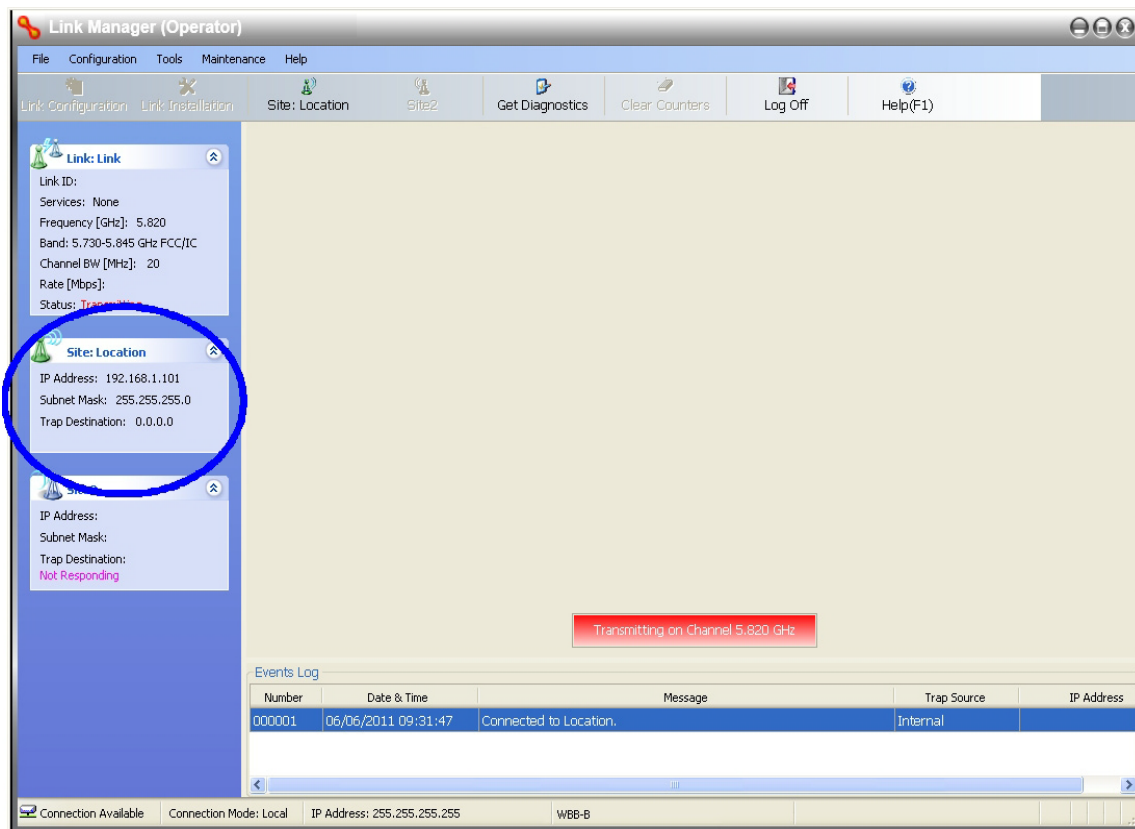 Link Manager (Operator)
File Configuration Tools Maintenance Help
Link Configuration Link Installation Site: Location Site2 Get Diagnostics Clear Counters Log Off Help(F1)
Link: Link
Link ID:
Services: None
Frequency [GHz]: 5.820
Band: 5.730-5.845 GHz FCC/IC
Channel BW [MHz]: 20
Rate [Mbps]:
Status: Transmitting
Site: Location
IP Address: 192.168.1.101
Subnet Mask: 255.255.255.0
Trap Destination: 0.0.0.0
IP Address:
Subnet Mask:
Trap Destination:
Not Responding
Transmitting on Channel 5.820 GHz
Events Log
Number Date & Time Message Trap Source IP Address
000001 06/06/2011 09:31:47 Connected to Location. Internal
Connection Available Connection Mode: Local IP Address: 255.255.255.255 WBB-B